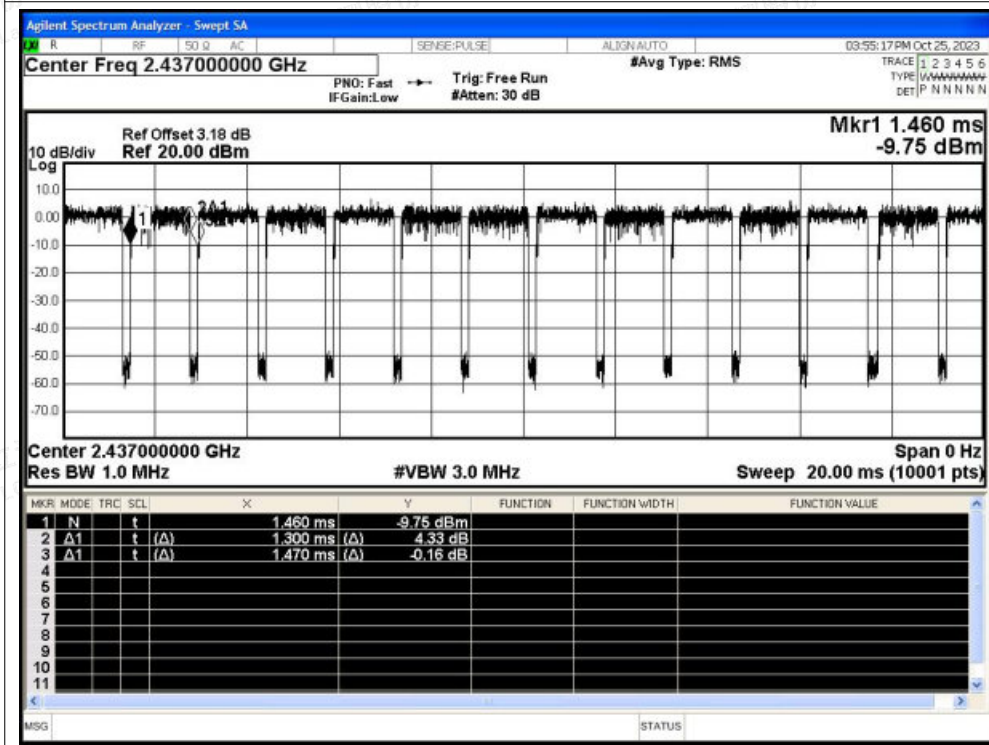 Agilent Spectrum Analyzer - Swept SA
R RF 50 Ω AC SENSE:PULSE ALIGN AUTO 03:55:17 PM Oct 25, 2023
Center Freq 2.437000000 GHz #Avg Type: RMS TRACE 1 2 3 4 5 6
PNO: Fast Trig: Free Run TYPE W
IFGain:Low #Atten: 30 dB DET P N N N N N
Mkr1 1.460 ms
Ref Offset 3.18 dB
10 dB/div Ref 20.00 dBm -9.75 dBm
Log
10.0
0.00
-10.0
-20.0
-30.0
-40.0
-50.0
-60.0
-70.0
1
2Δ1
Center 2.437000000 GHz Span 0 Hz
Res BW 1.0 MHz #VBW 3.0 MHz Sweep 20.00 ms (10001 pts)
MKR MODE TRC SCL X Y FUNCTION FUNCTION WIDTH FUNCTION VALUE
1 N t 1.460 ms -9.75 dBm
2 Δ1 t (Δ) 1.300 ms (Δ) 4.33 dB
3 Δ1 t (Δ) 1.470 ms (Δ) -0.16 dB
4
5
6
7
8
9
10
11
MSG STATUS